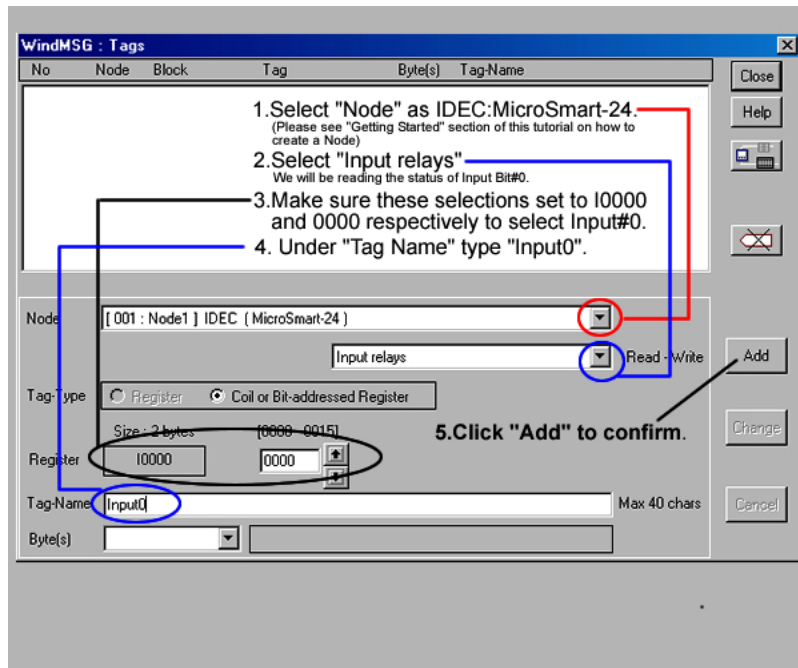 WindMSG : Tags
No Node Block Tag Byte(s) Tag-Name
Close
Help
1.Select "Node" as IDEC:MicroSmart-24.
(Please see "Getting Started" section of this tutorial on how to
create a Node)
2.Select "Input relays"
We will be reading the status of Input Bit#0.
3.Make sure these selections set to I0000
and 0000 respectively to select Input#0.
4. Under "Tag Name" type "Input0".
Node [ 001 : Node1 ] IDEC ( MicroSmart-24 )
Input relays Read - Write
Add
Tag-Type Register Coil or Bit-addressed Register
5.Click "Add" to confirm.
Change
Size : 2 bytes [0000 - 0015]
Register I0000 0000
Tag-Name Input0 Max 40 chars
Cancel
Byte(s)